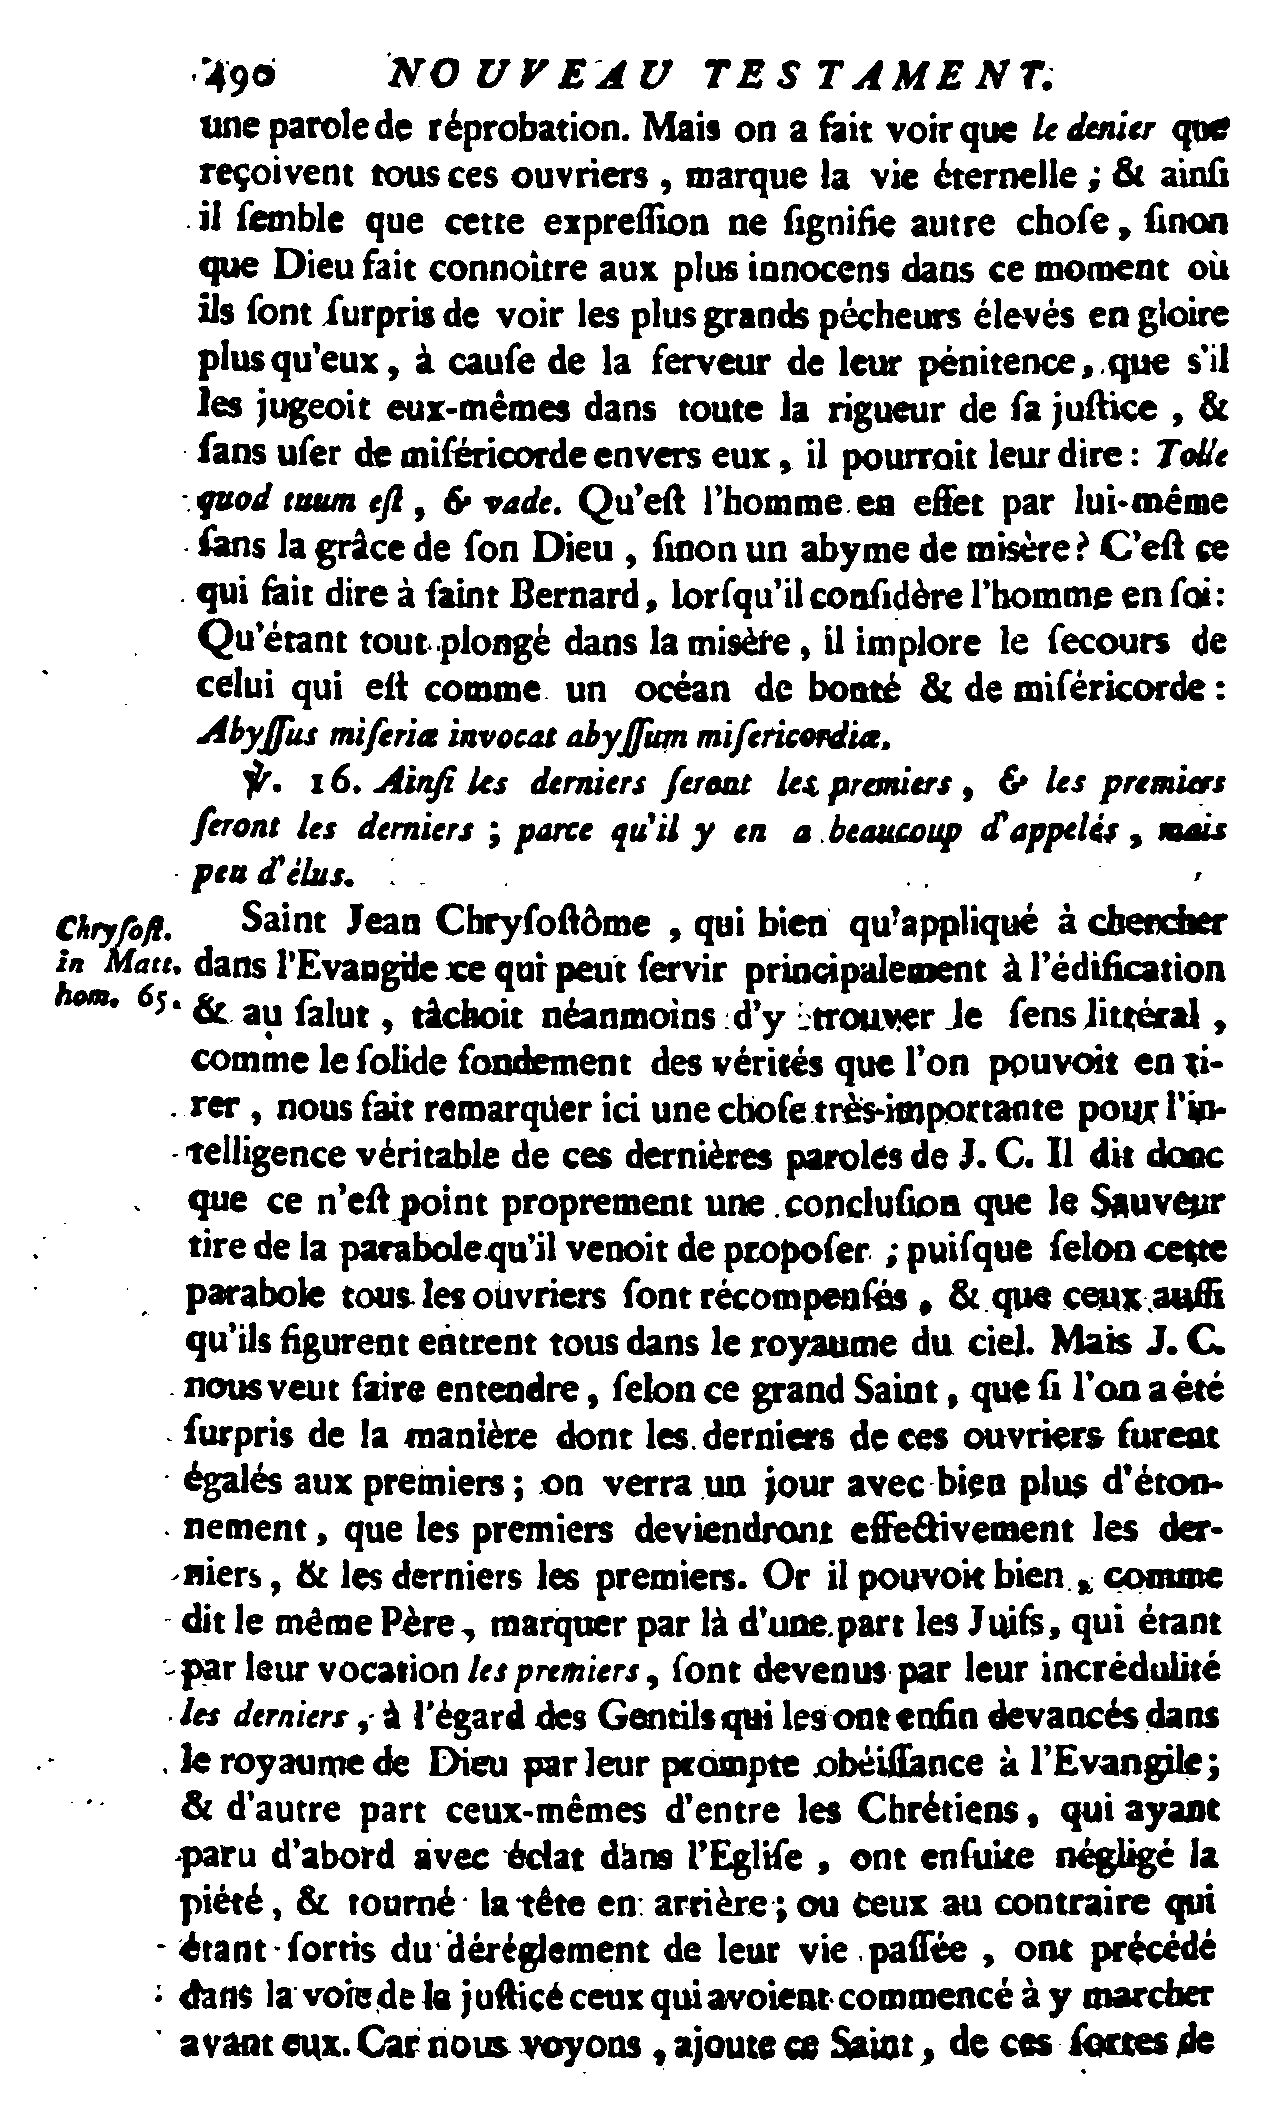 490 NOUVEAU TESTAMENT.
une parole de réprobation. Mais on a fait voir que le denier que
reçoivent tous ces ouvriers, marque la vie éternelle; & ainſi
il ſemble que cette expreſſion ne ſignifie autre choſe, ſinon
que Dieu fait connoître aux plus innocens dans ce moment où
ils ſont ſurpris de voir les plus grands pécheurs élevés en gloire
plus qu'eux, à cauſe de la ferveur de leur pénitence, que s'il
les jugeoit eux-mêmes dans toute la rigueur de ſa juſtice, &
ſans uſer de miſéricorde envers eux, il pourroit leur dire: Tolle
quod tuum eſt, & vade. Qu'eſt l'homme en effet par lui-même
ſans la grâce de ſon Dieu, ſinon un abyme de misère? C'eſt ce
qui fait dire à ſaint Bernard, lorſqu'il conſidère l'homme en ſoi:
Qu'étant tout plongé dans la misère, il implore le ſecours de
celui qui eſt comme un océan de bonté & de miſéricorde:
Abyſſus miſeriæ invocat abyſſum miſericordiæ.
℣. 16. Ainſi les derniers ſeront les premiers, & les premiers
ſeront les derniers; parce qu'il y en a beaucoup d'appelés, mais
peu d'élus.
Chryſoſt.
in Matt.
hom. 65.
Saint Jean Chryſoſtôme, qui bien qu'appliqué à chercher
dans l'Evangile ce qui peut ſervir principalement à l'édification
& au ſalut, tâchoit néanmoins d'y trouver le ſens littéral,
comme le ſolide fondement des vérités que l'on pouvoit en ti-
rer, nous fait remarquer ici une choſe très-importante pour l'in-
telligence véritable de ces dernières paroles de J. C. Il dit donc
que ce n'eſt point proprement une concluſion que le Sauveur
tire de la parabole qu'il venoit de propoſer; puiſque ſelon cette
parabole tous les ouvriers ſont récompenſés, & que ceux auſſi
qu'ils figurent entrent tous dans le royaume du ciel. Mais J. C.
nous veut faire entendre, ſelon ce grand Saint, que ſi l'on a été
ſurpris de la manière dont les derniers de ces ouvriers furent
égalés aux premiers; on verra un jour avec bien plus d'éton-
nement, que les premiers deviendront effectivement les der-
niers, & les derniers les premiers. Or il pouvoit bien, comme
dit le même Père, marquer par là d'une part les Juifs, qui étant
par leur vocation les premiers, ſont devenus par leur incrédulité
les derniers, à l'égard des Gentils qui les ont enfin devancés dans
le royaume de Dieu par leur prompte obéiſſance à l'Evangile;
& d'autre part ceux-mêmes d'entre les Chrétiens, qui ayant
paru d'abord avec éclat dans l'Egliſe, ont enſuite négligé la
piété, & tourné la tête en arrière; ou ceux au contraire qui
étant ſortis du déréglement de leur vie paſſée, ont précédé
dans la voie de la juſtice ceux qui avoient commencé à y marcher
avant eux. Car nous voyons, ajoute ce Saint, de ces ſortes de